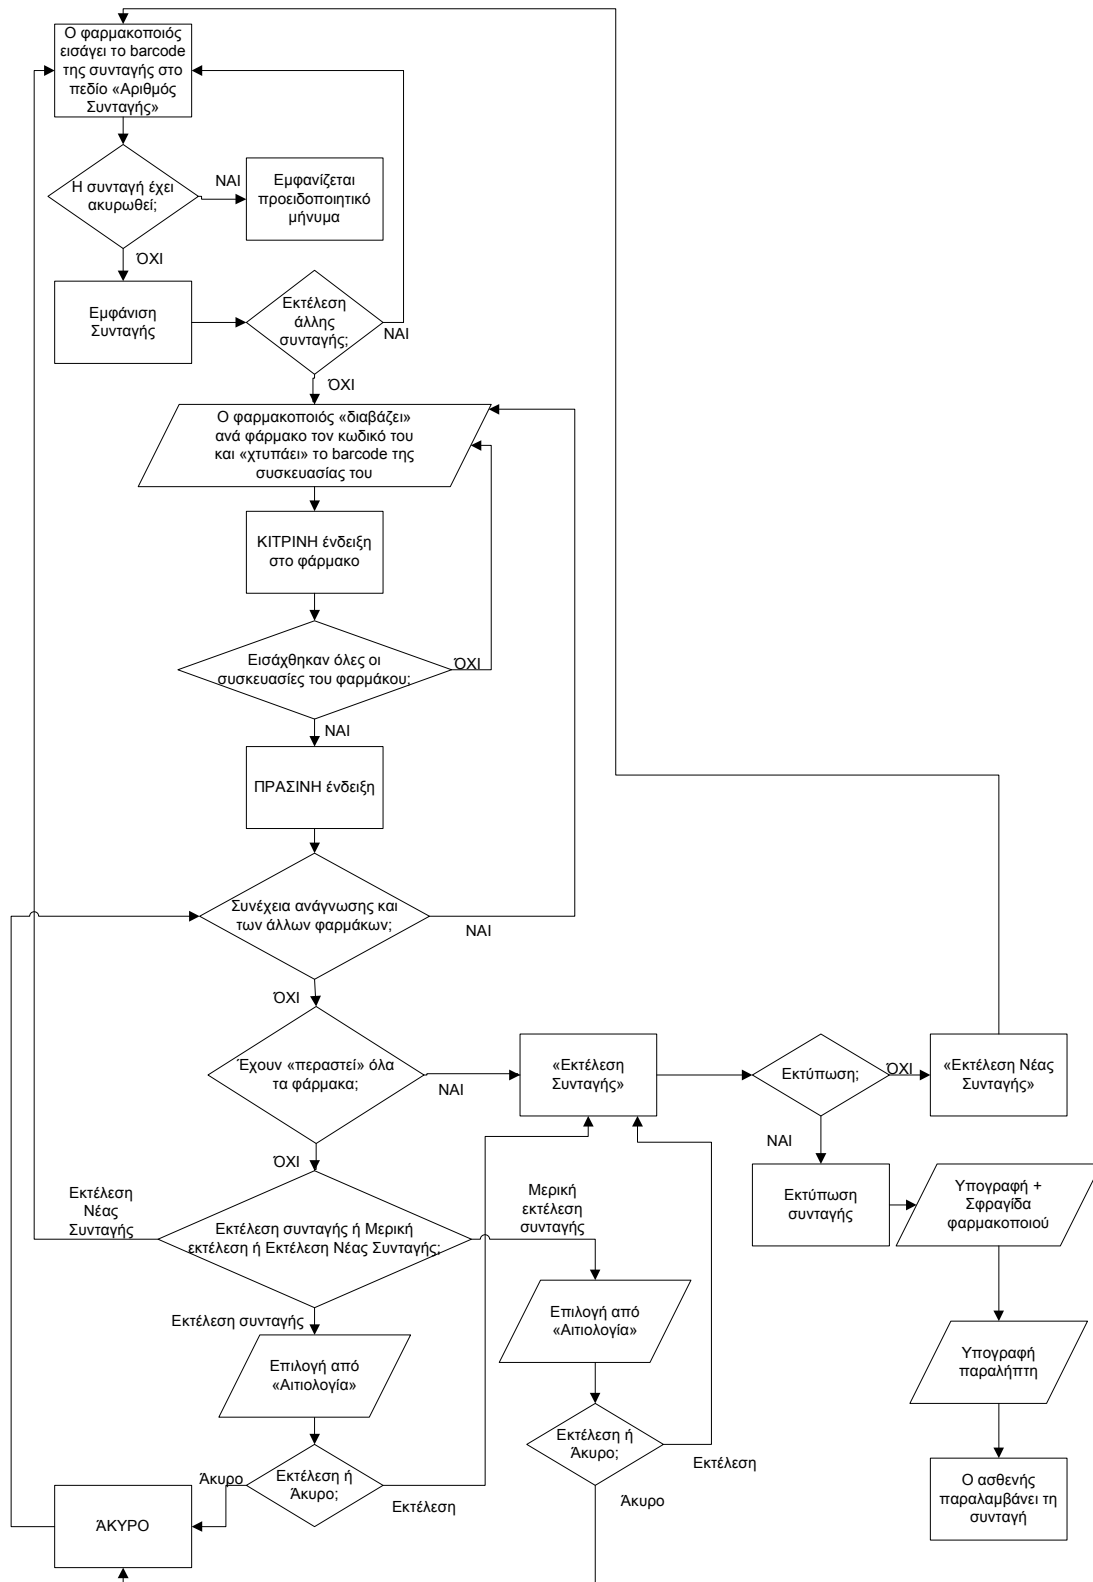 Ο φαρμακοποιός
εισάγει το barcode
της συνταγής στο
πεδίο «Αριθμός
Συνταγής»
Η συνταγή έχει
ακυρωθεί;
ΝΑΙ
Εμφανίζεται
προειδοποιητικό
μήνυμα
ΌΧΙ
Εμφάνιση
Συνταγής
Εκτέλεση
άλλης
συνταγής;
ΝΑΙ
ΌΧΙ
Ο φαρμακοποιός «διαβάζει»
ανά φάρμακο τον κωδικό του
και «χτυπάει» το barcode της
συσκευασίας του
ΚΙΤΡΙΝΗ ένδειξη
στο φάρμακο
Εισάχθηκαν όλες οι
συσκευασίες του φαρμάκου;
ΌΧΙ
ΝΑΙ
ΠΡΑΣΙΝΗ ένδειξη
Συνέχεια ανάγνωσης και
των άλλων φαρμάκων;
ΝΑΙ
ΌΧΙ
Έχουν «περαστεί» όλα
τα φάρμακα;
ΝΑΙ
«Εκτέλεση
Συνταγής»
Εκτύπωση;
ΌΧΙ
«Εκτέλεση Νέας
Συνταγής»
ΝΑΙ
Εκτύπωση
συνταγής
Υπογραφή +
Σφραγίδα
φαρμακοποιού
Υπογραφή
παραλήπτη
Ο ασθενής
παραλαμβάνει τη
συνταγή
ΌΧΙ
Εκτέλεση
Νέας
Συνταγής
Εκτέλεση συνταγής ή Μερική
εκτέλεση ή Εκτέλεση Νέας Συνταγής;
Μερική
εκτέλεση
συνταγής
Εκτέλεση συνταγής
Επιλογή από
«Αιτιολογία»
Επιλογή από
«Αιτιολογία»
Εκτέλεση ή
Άκυρο;
Εκτέλεση
Άκυρο
Εκτέλεση ή
Άκυρο;
Άκυρο
Εκτέλεση
ΆΚΥΡΟ